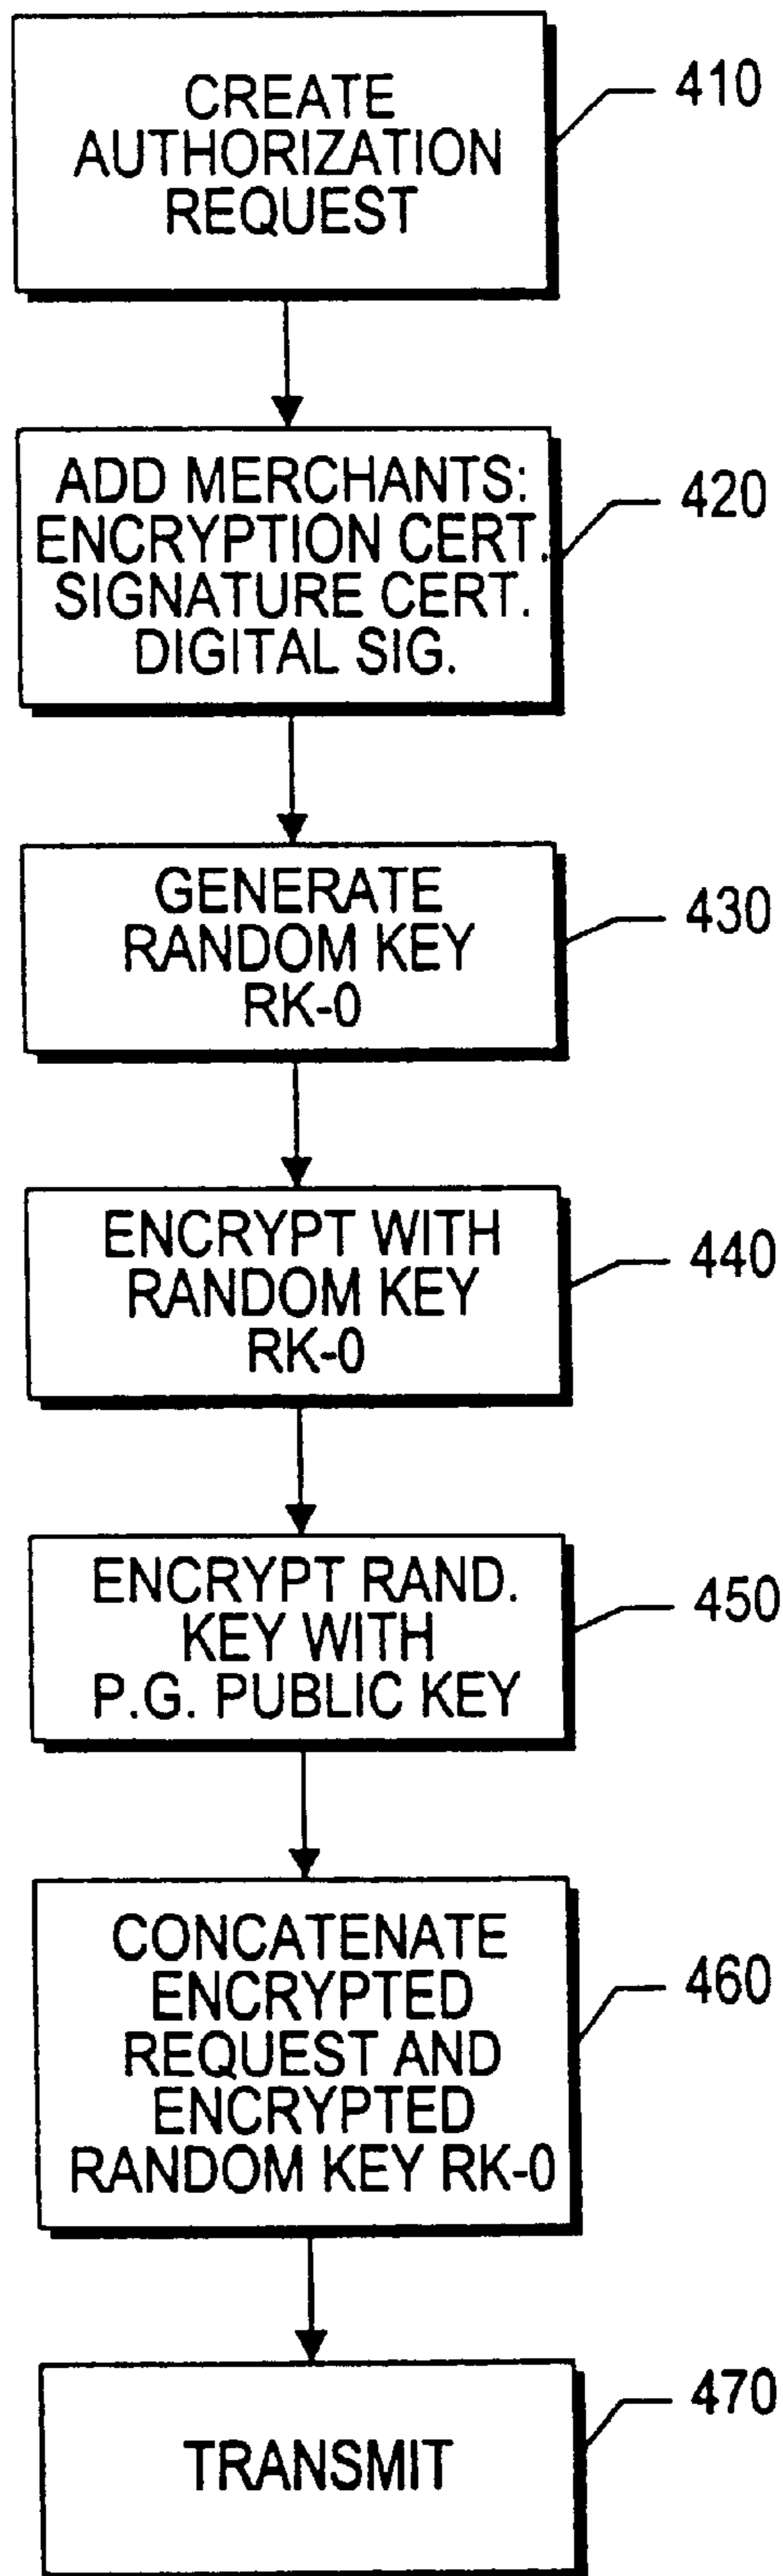 CREATE
AUTHORIZATION
REQUEST
410
ADD MERCHANTS:
ENCRYPTION CERT.
SIGNATURE CERT.
DIGITAL SIG.
420
GENERATE
RANDOM KEY
RK-0
430
ENCRYPT WITH
RANDOM KEY
RK-0
440
ENCRYPT RAND.
KEY WITH
P.G. PUBLIC KEY
450
CONCATENATE
ENCRYPTED
REQUEST AND
ENCRYPTED
RANDOM KEY RK-0
460
TRANSMIT
470